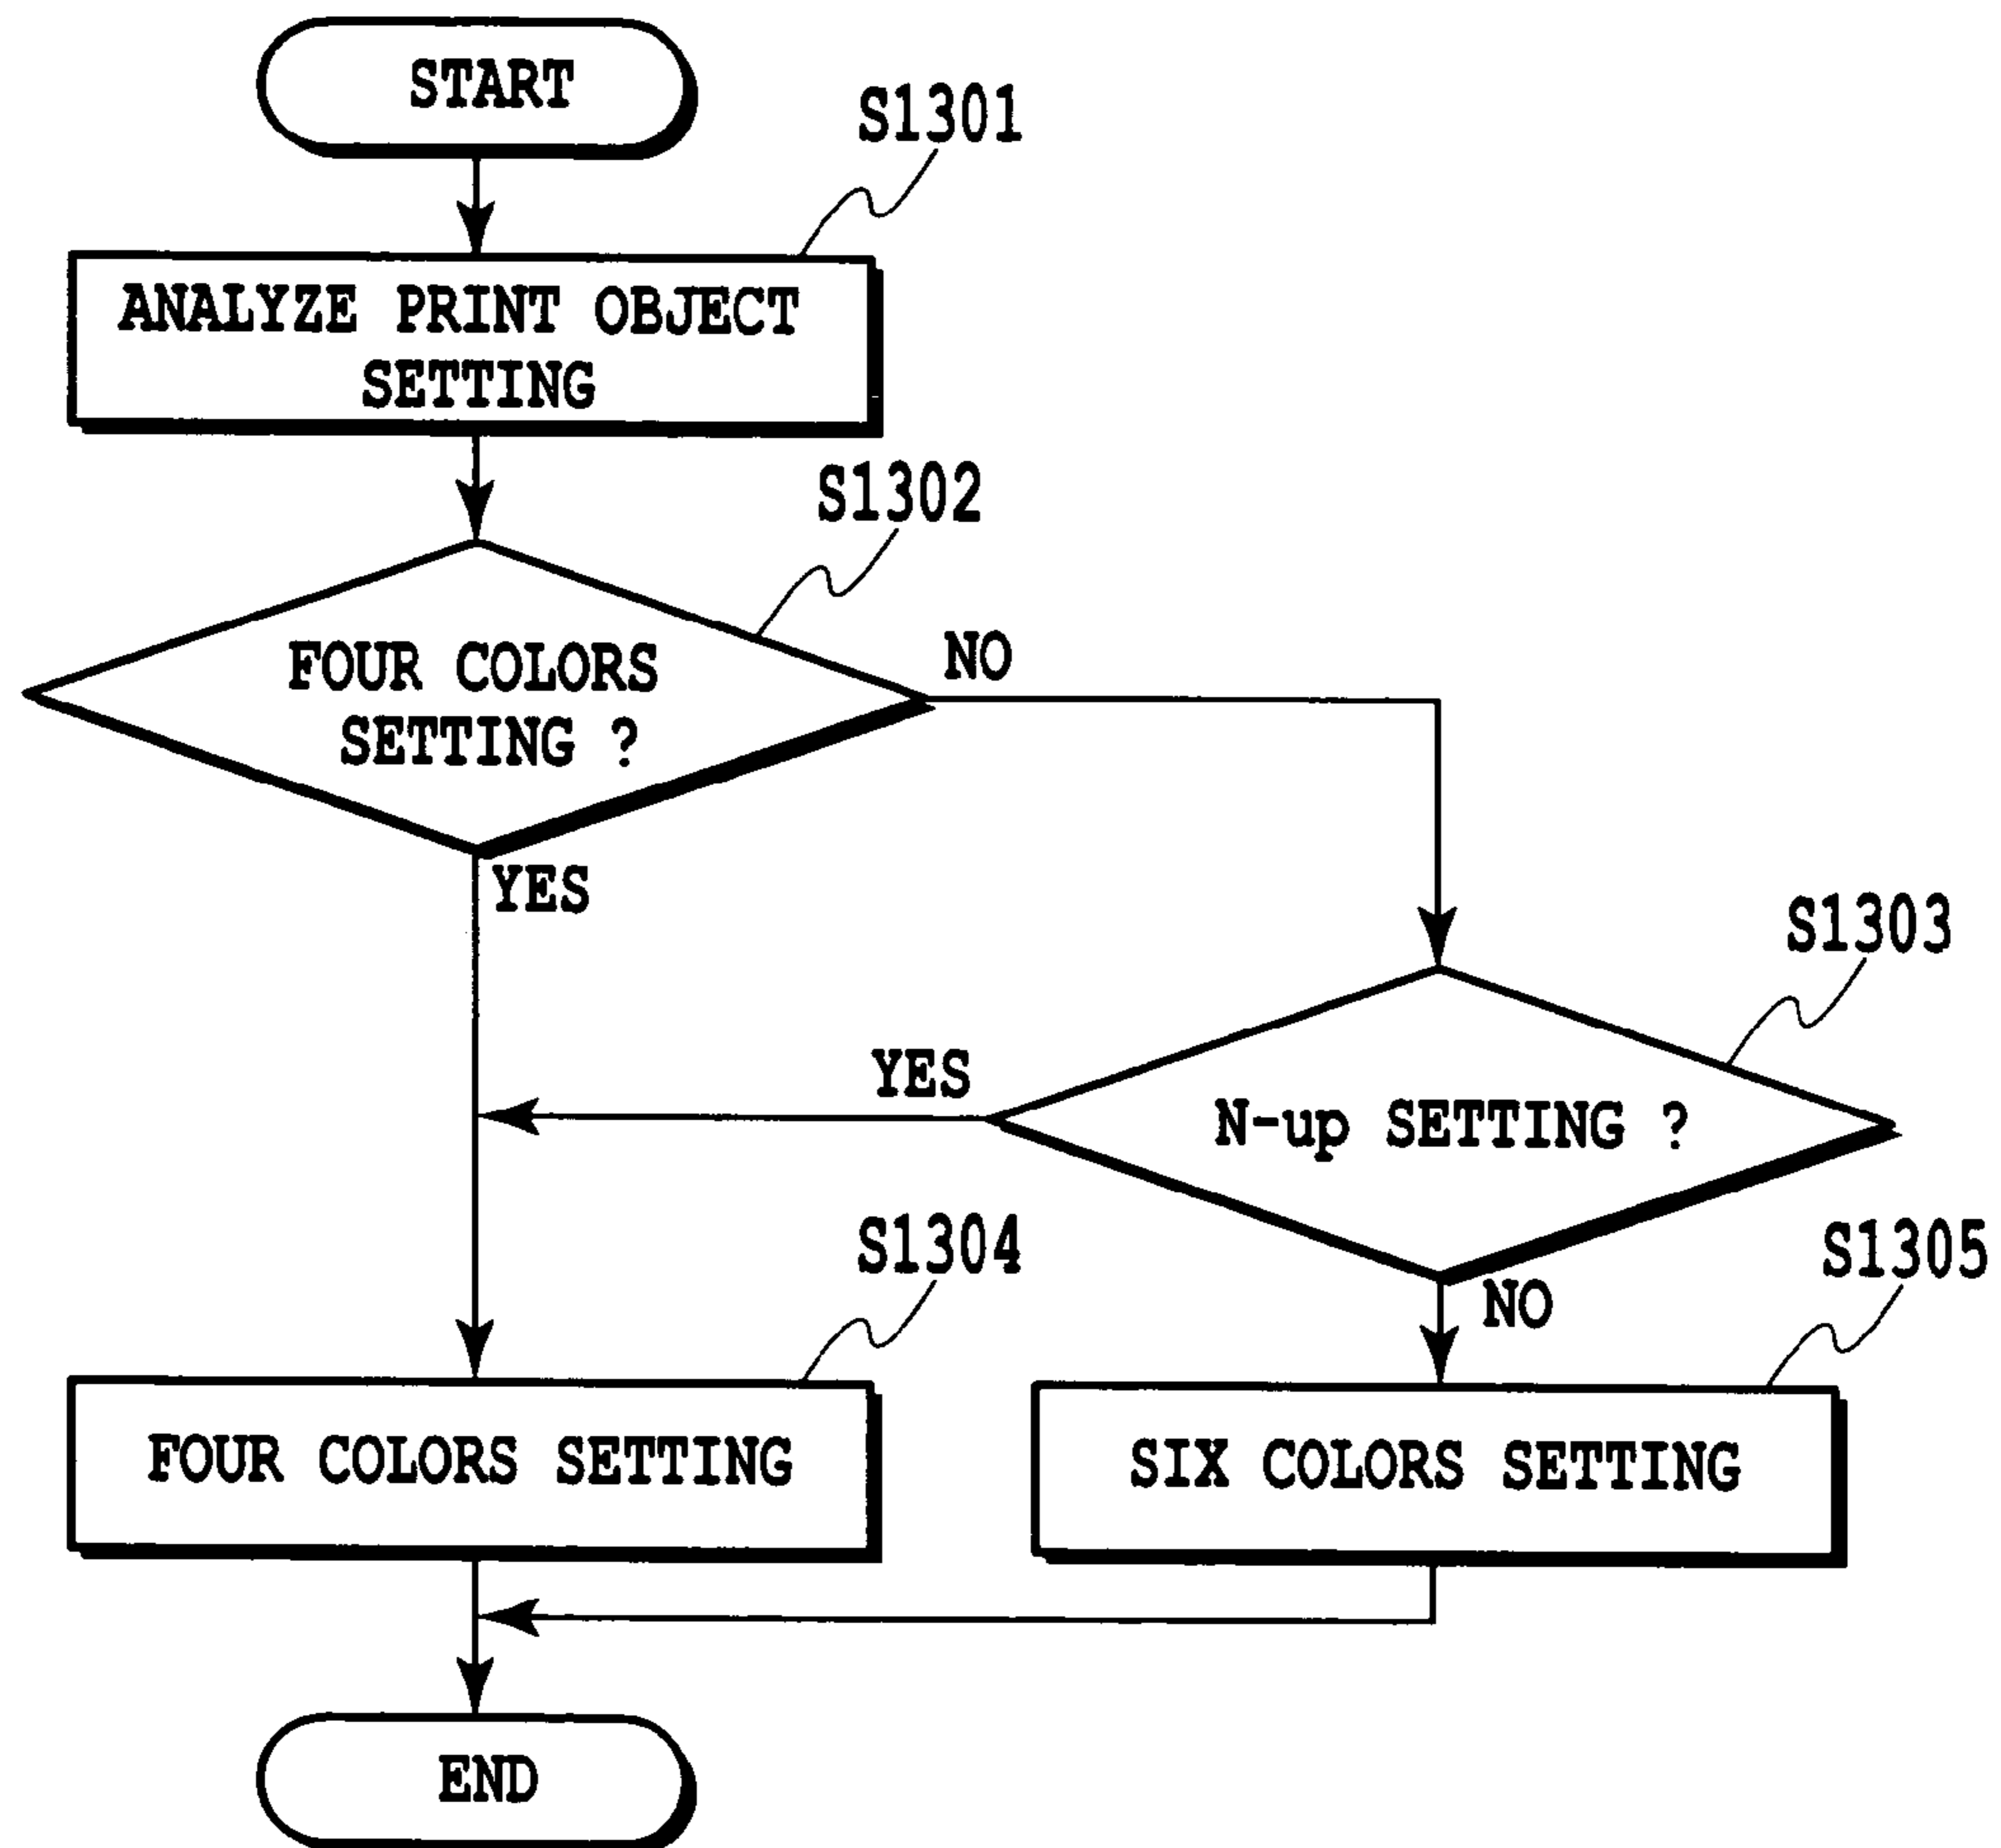 START
S1301
ANALYZE PRINT OBJECT
SETTING
S1302
FOUR COLORS
SETTING ?
NO
YES
S1303
N-up SETTING ?
YES
NO
S1304
FOUR COLORS SETTING
S1305
SIX COLORS SETTING
END